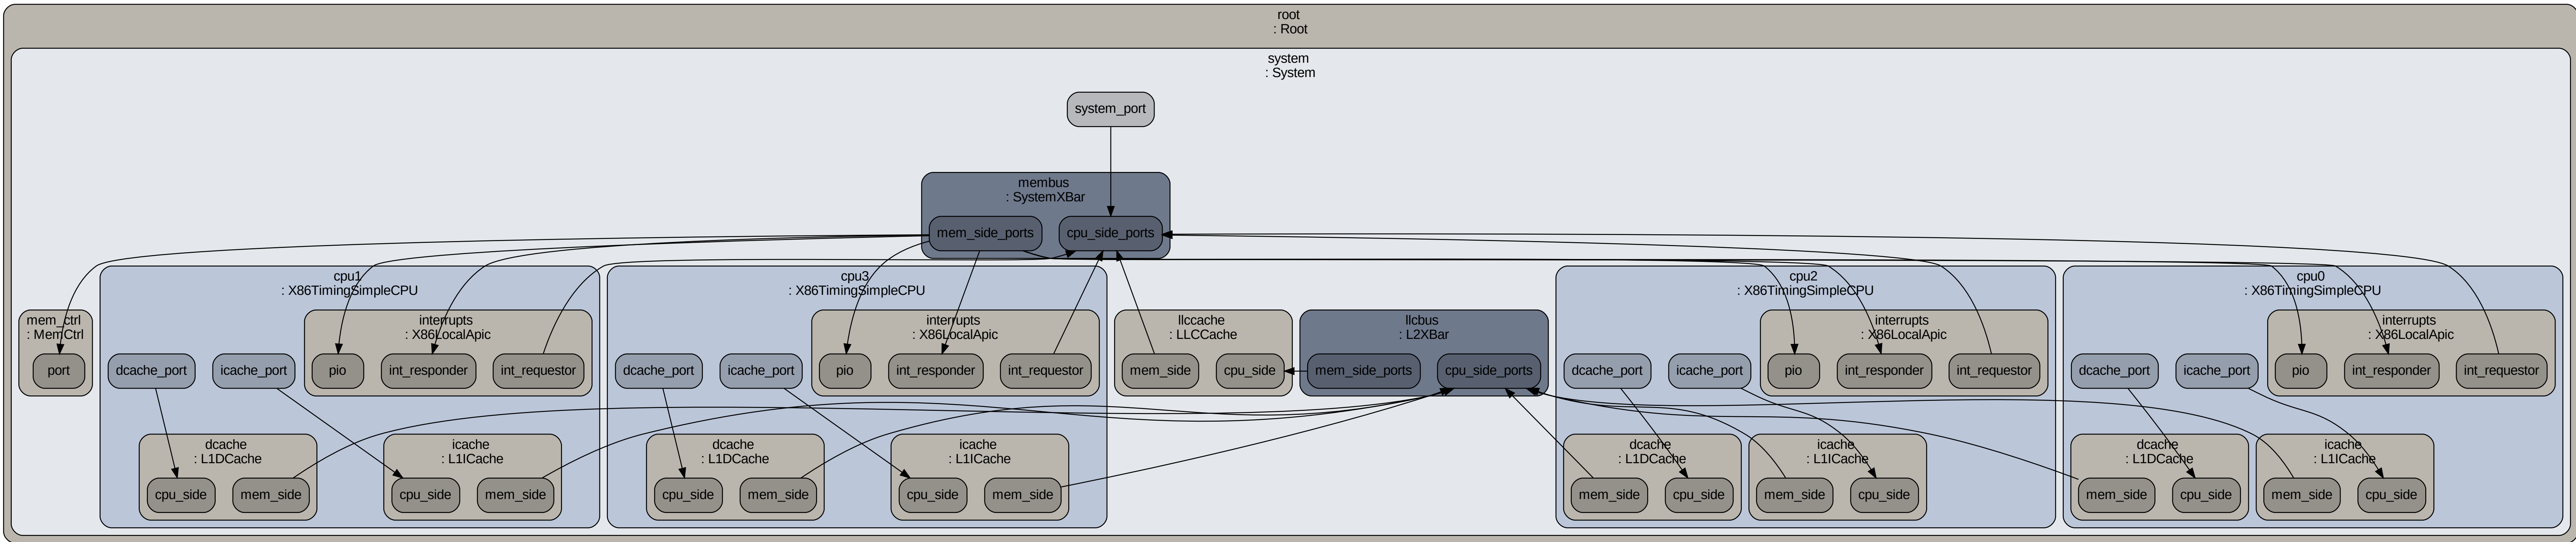 root
: Root
system
: System
system_port
membus
: SystemXBar
mem_side_ports
cpu_side_ports
mem_ctrl
: MemCtrl
port
cpu1
: X86TimingSimpleCPU
interrupts
: X86LocalApic
dcache_port
icache_port
pio
int_responder
int_requestor
dcache
: L1DCache
cpu_side
mem_side
icache
: L1ICache
cpu_side
mem_side
cpu3
: X86TimingSimpleCPU
interrupts
: X86LocalApic
dcache_port
icache_port
pio
int_responder
int_requestor
dcache
: L1DCache
cpu_side
mem_side
icache
: L1ICache
cpu_side
mem_side
llccache
: LLCCache
mem_side
cpu_side
llcbus
: L2XBar
mem_side_ports
cpu_side_ports
cpu2
: X86TimingSimpleCPU
interrupts
: X86LocalApic
dcache_port
icache_port
pio
int_responder
int_requestor
dcache
: L1DCache
mem_side
cpu_side
icache
: L1ICache
mem_side
cpu_side
cpu0
: X86TimingSimpleCPU
interrupts
: X86LocalApic
dcache_port
icache_port
pio
int_responder
int_requestor
dcache
: L1DCache
mem_side
cpu_side
icache
: L1ICache
mem_side
cpu_side